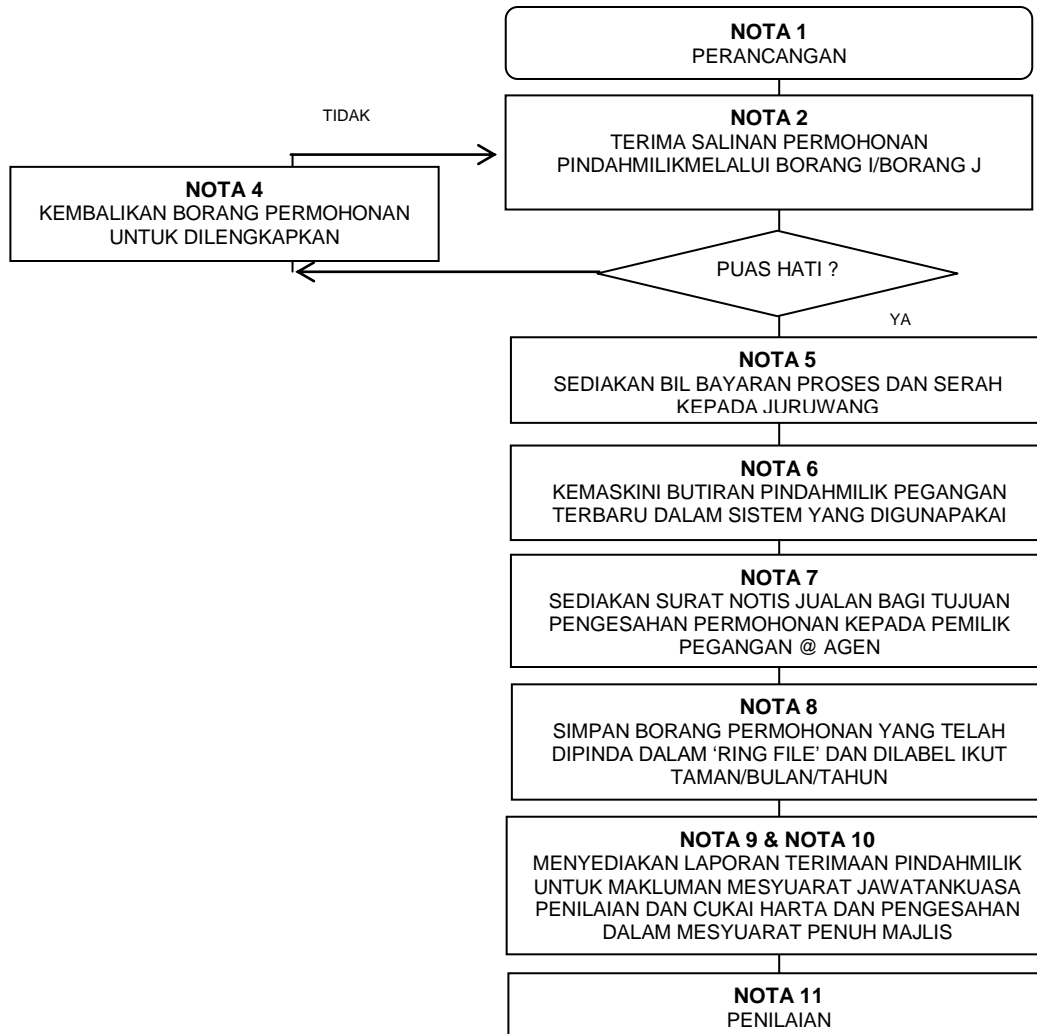 NOTA 1
PERANCANGAN
NOTA 2
TERIMA SALINAN PERMOHONAN
PINDAHMILIKMELALUI BORANG I/BORANG J
TIDAK
NOTA 4
KEMBALIKAN BORANG PERMOHONAN
UNTUK DILENGKAPKAN
PUAS HATI ?
YA
NOTA 5
SEDIAKAN BIL BAYARAN PROSES DAN SERAH
KEPADA JURUWANG
NOTA 6
KEMASKINI BUTIRAN PINDAHMILIK PEGANGAN
TERBARU DALAM SISTEM YANG DIGUNAPAKAI
NOTA 7
SEDIAKAN SURAT NOTIS JUALAN BAGI TUJUAN
PENGESAHAN PERMOHONAN KEPADA PEMILIK
PEGANGAN @ AGEN
NOTA 8
SIMPAN BORANG PERMOHONAN YANG TELAH
DIPINDA DALAM ‘RING FILE’ DAN DILABEL IKUT
TAMAN/BULAN/TAHUN
NOTA 9 & NOTA 10
MENYEDIAKAN LAPORAN TERIMAAN PINDAHMILIK
UNTUK MAKLUMAN MESYUARAT JAWATANKUASA
PENILAIAN DAN CUKAI HARTA DAN PENGESAHAN
DALAM MESYUARAT PENUH MAJLIS
NOTA 11
PENILAIAN